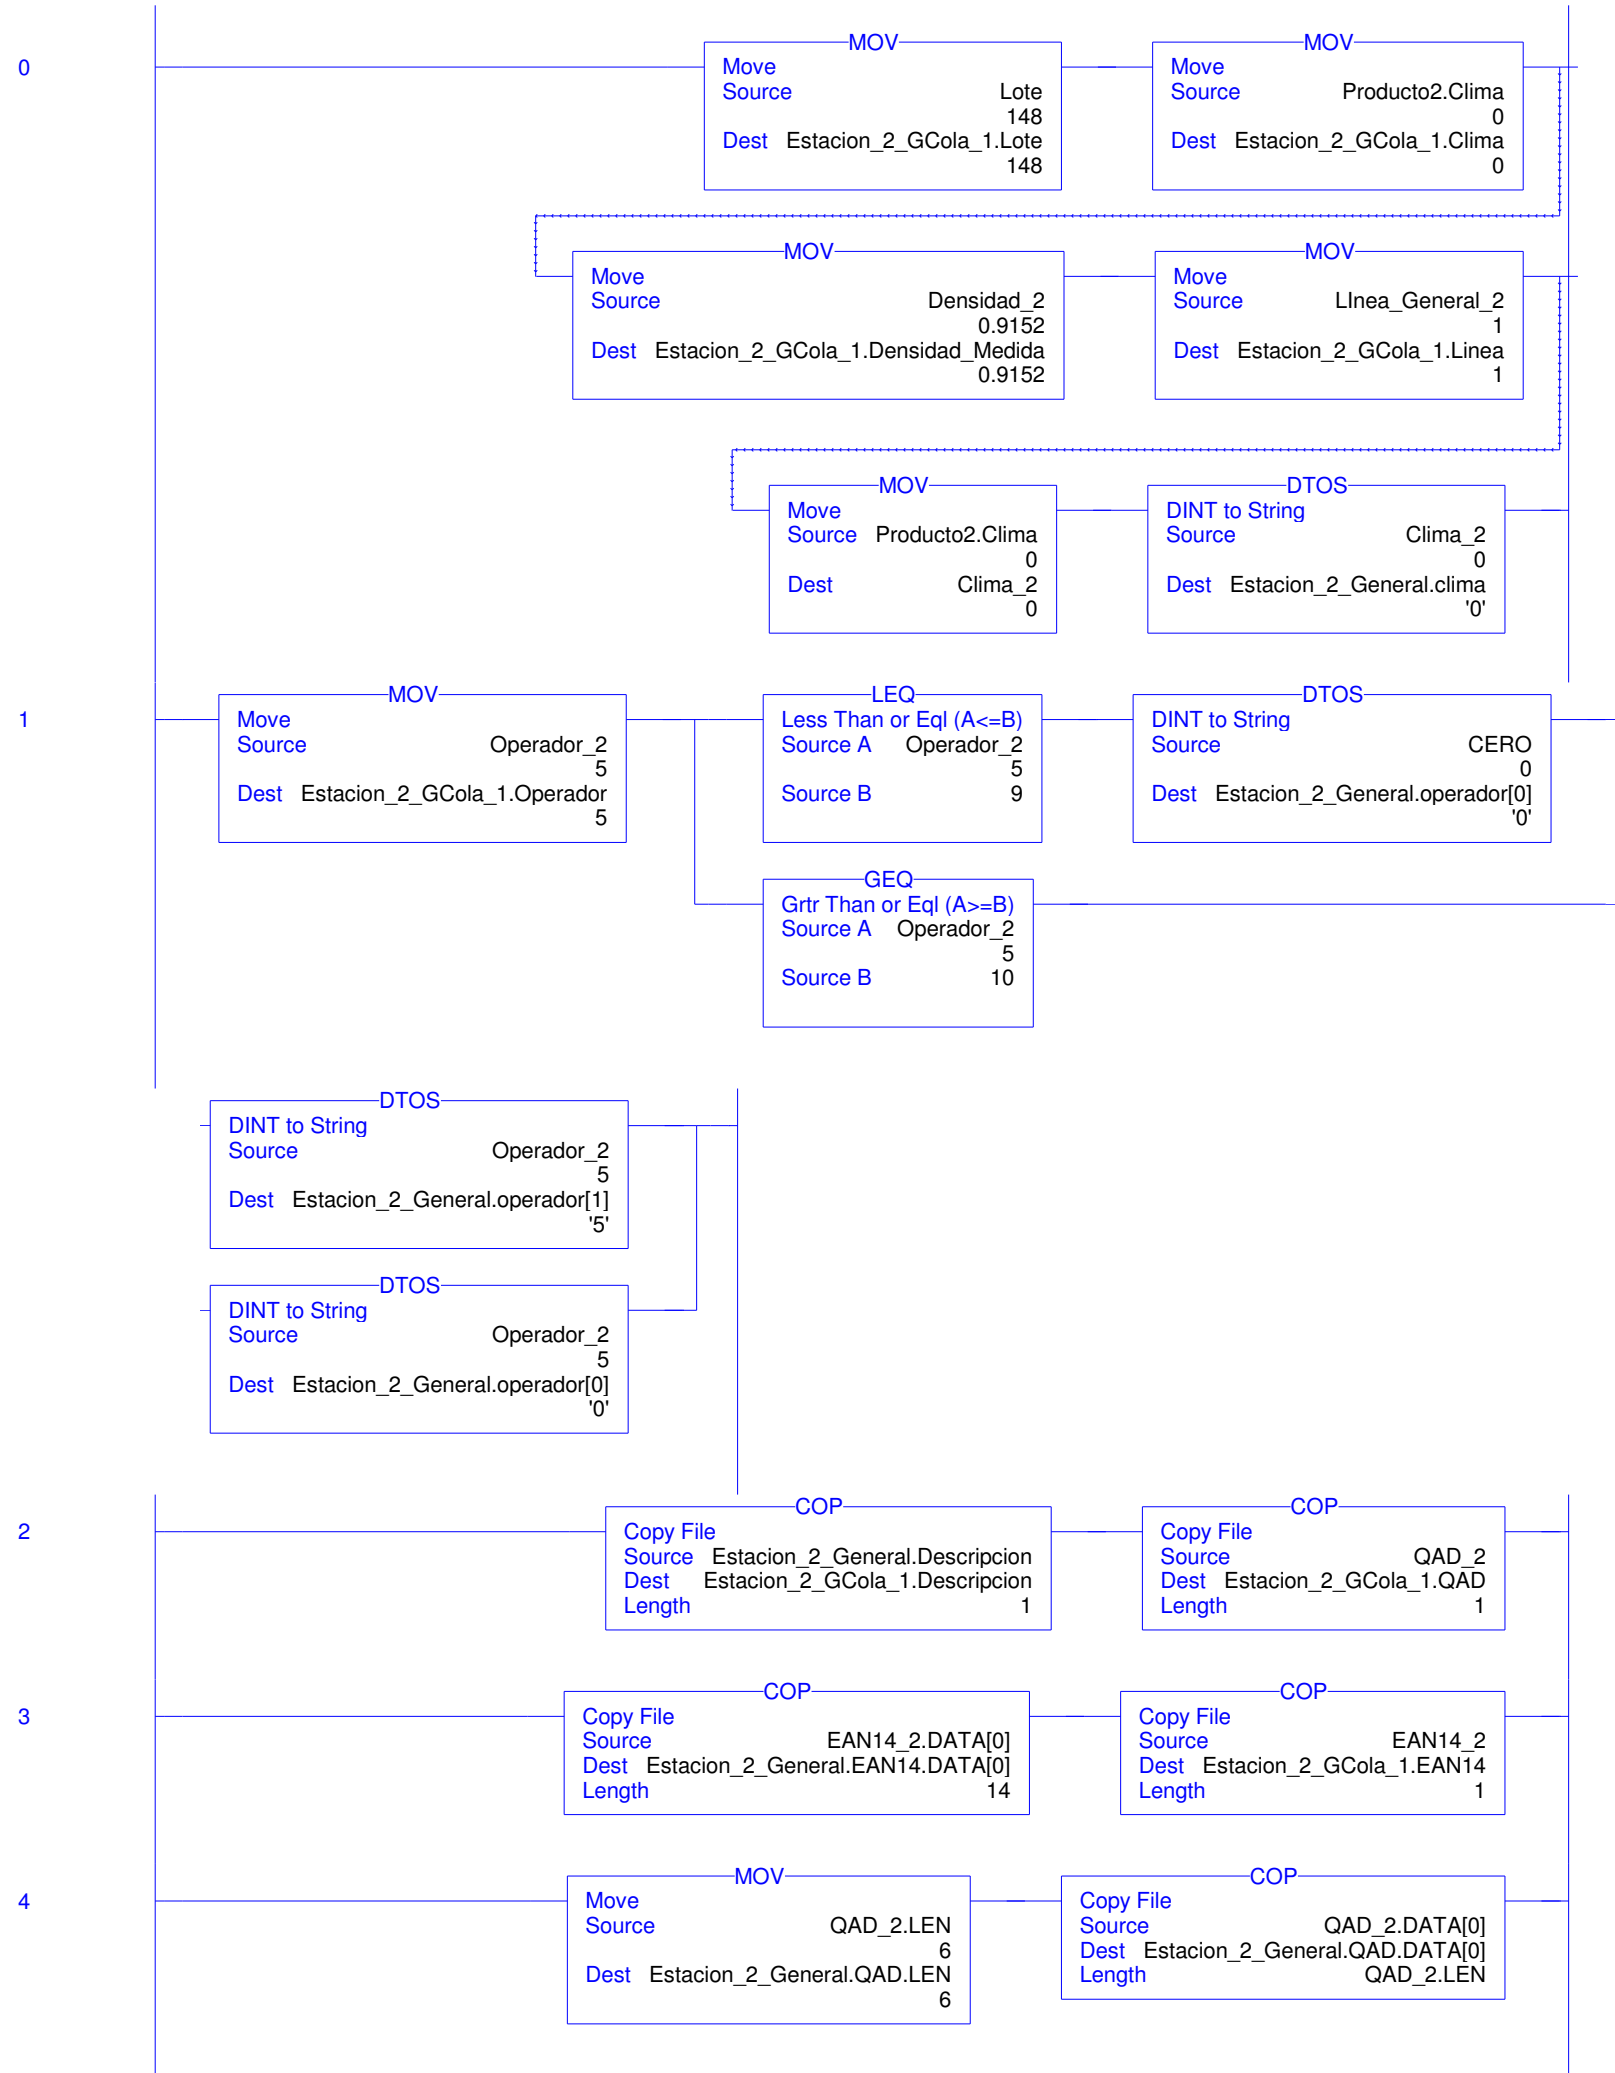 0
MOV
Move
Source Lote
148
Dest Estacion_2_GCola_1.Lote
148
MOV
Move
Source Producto2.Clima
0
Dest Estacion_2_GCola_1.Clima
0
MOV
Move
Source Densidad_2
0.9152
Dest Estacion_2_GCola_1.Densidad_Medida
0.9152
MOV
Move
Source LInea_General_2
1
Dest Estacion_2_GCola_1.Linea
1
MOV
Move
Source Producto2.Clima
0
Dest Clima_2
0
DTOS
DINT to String
Source Clima_2
0
Dest Estacion_2_General.clima
'0'
1
MOV
Move
Source Operador_2
5
Dest Estacion_2_GCola_1.Operador
5
LEQ
Less Than or Eql (A<=B)
Source A Operador_2
5
Source B 9
DTOS
DINT to String
Source CERO
0
Dest Estacion_2_General.operador[0]
'0'
GEQ
Grtr Than or Eql (A>=B)
Source A Operador_2
5
Source B 10
DTOS
DINT to String
Source Operador_2
5
Dest Estacion_2_General.operador[1]
'5'
DTOS
DINT to String
Source Operador_2
5
Dest Estacion_2_General.operador[0]
'0'
2
COP
Copy File
Source Estacion_2_General.Descripcion
Dest Estacion_2_GCola_1.Descripcion
Length 1
COP
Copy File
Source QAD_2
Dest Estacion_2_GCola_1.QAD
Length 1
3
COP
Copy File
Source EAN14_2.DATA[0]
Dest Estacion_2_General.EAN14.DATA[0]
Length 14
COP
Copy File
Source EAN14_2
Dest Estacion_2_GCola_1.EAN14
Length 1
4
MOV
Move
Source QAD_2.LEN
6
Dest Estacion_2_General.QAD.LEN
6
COP
Copy File
Source QAD_2.DATA[0]
Dest Estacion_2_General.QAD.DATA[0]
Length QAD_2.LEN